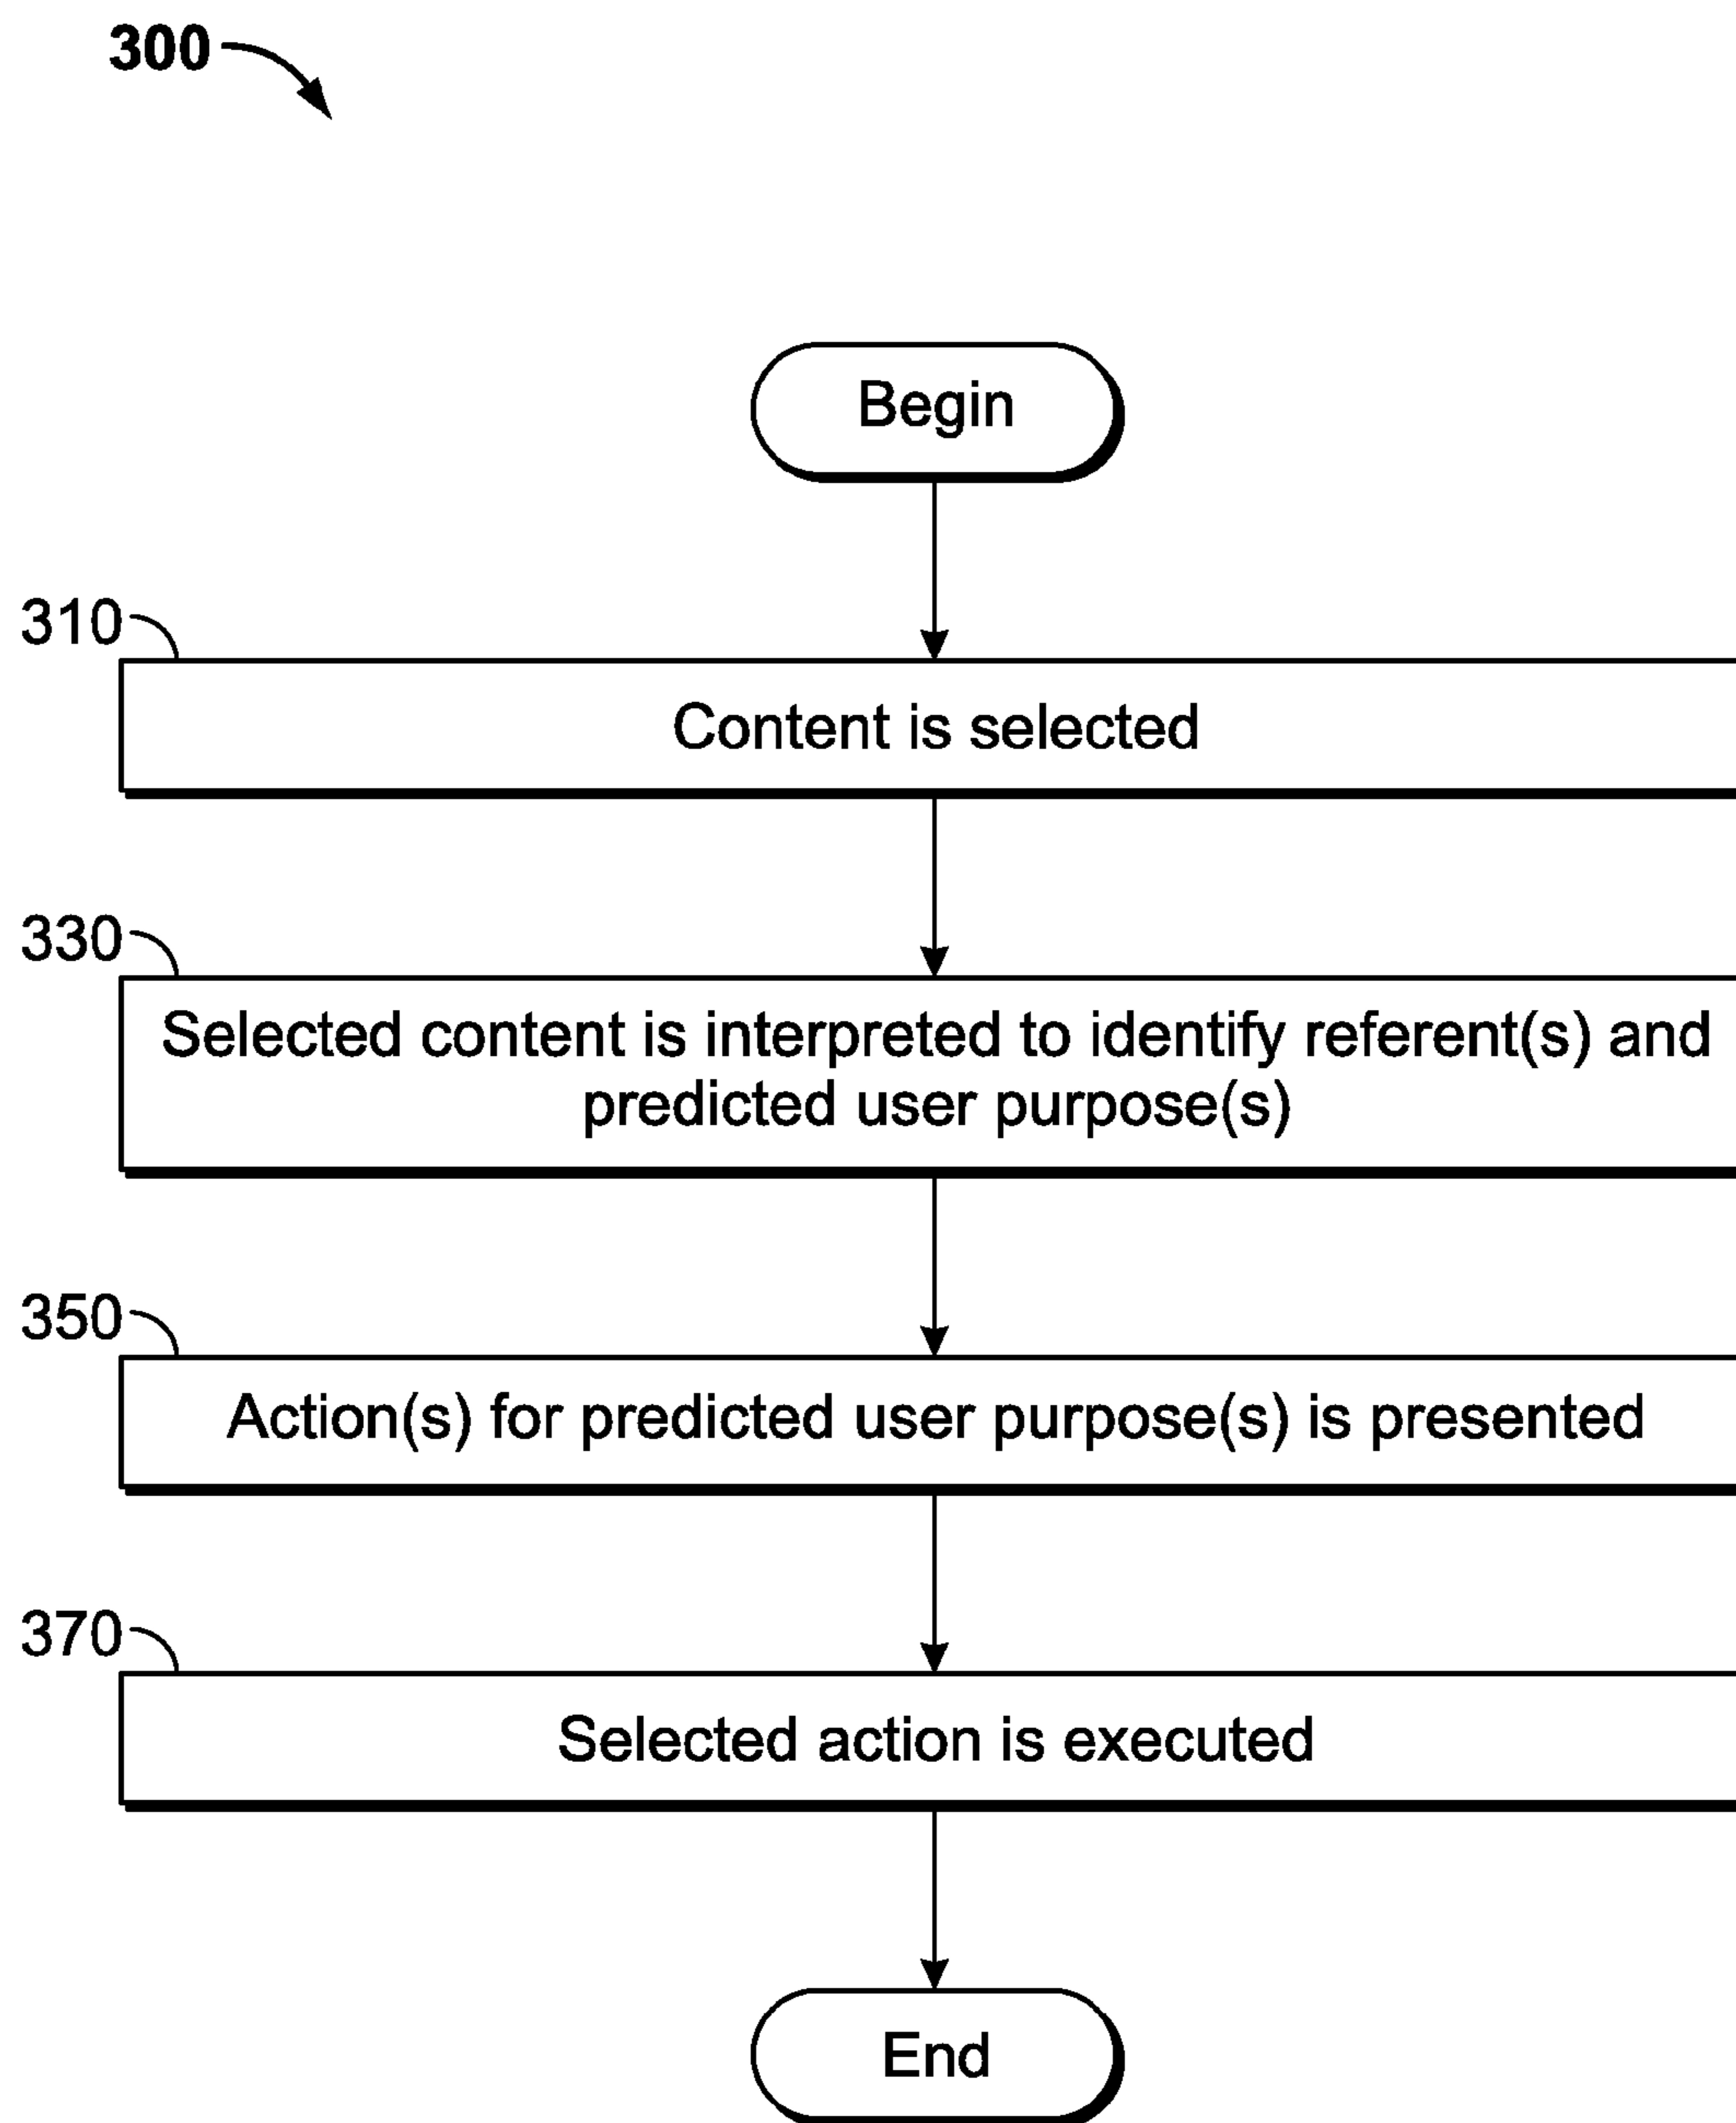 300
Begin
310
Content is selected
330
Selected content is interpreted to identify referent(s) and
predicted user purpose(s)
350
Action(s) for predicted user purpose(s) is presented
370
Selected action is executed
End